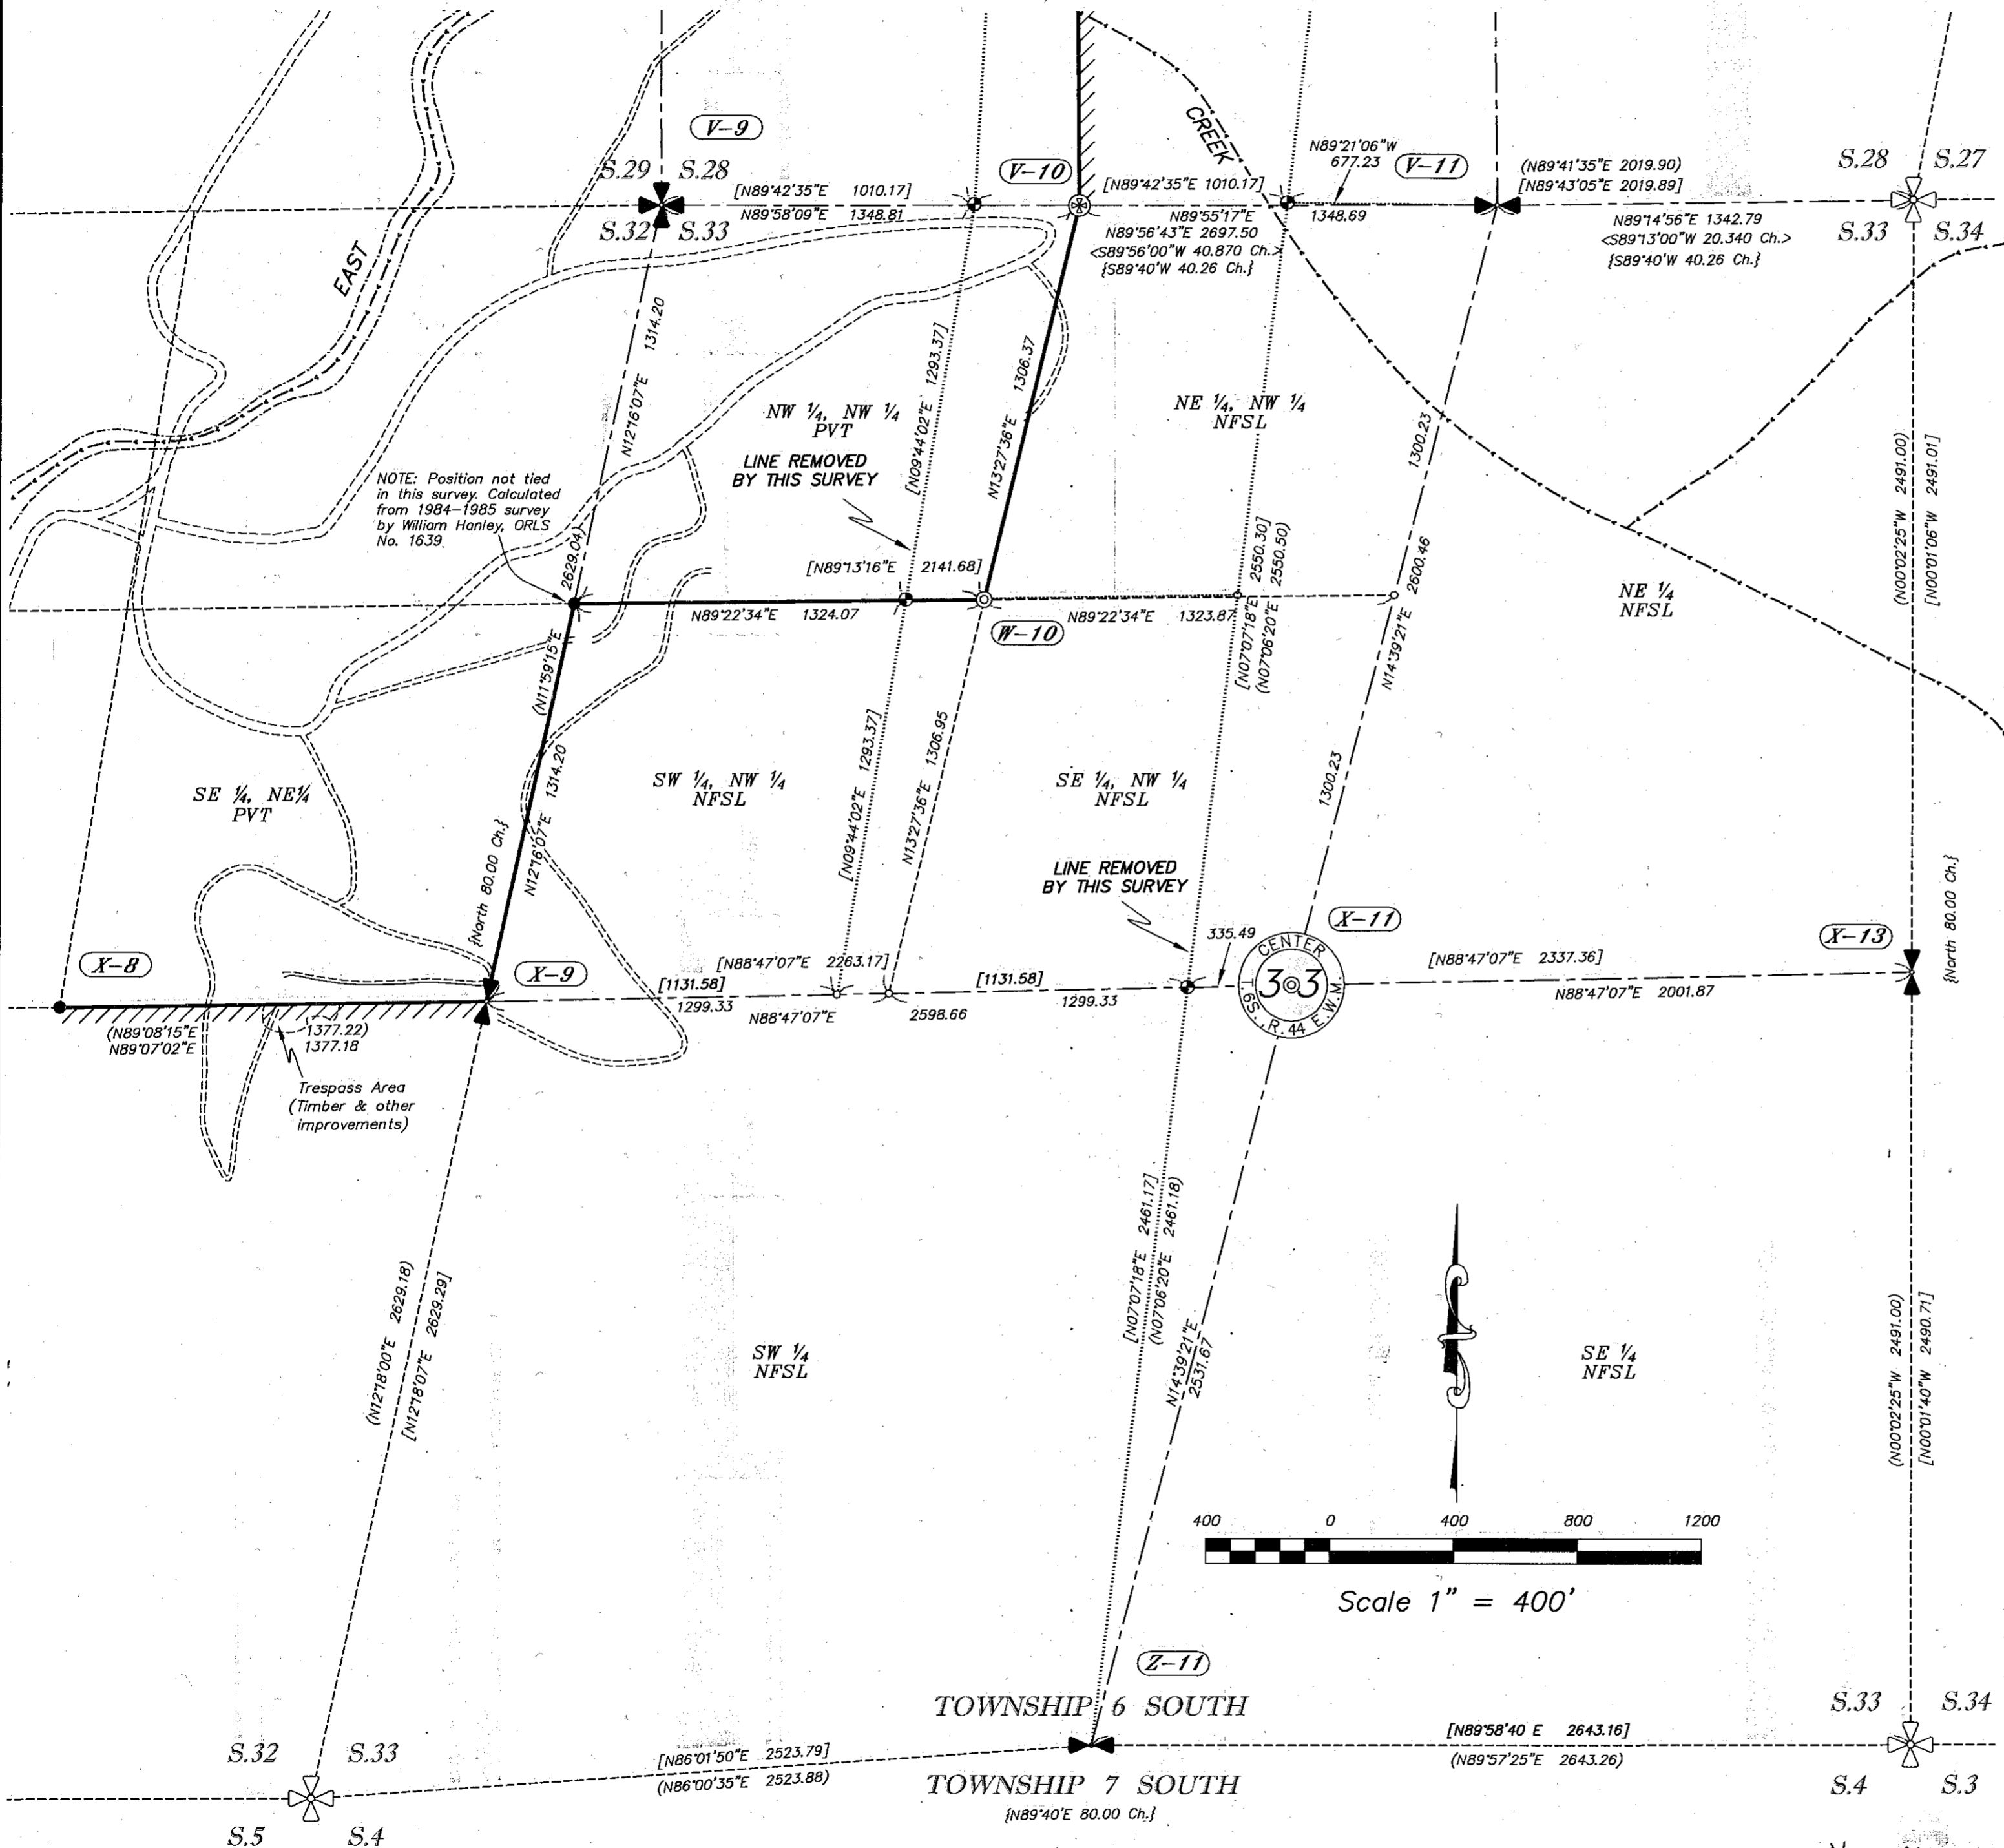 V-9
S.29 S.28
[N89°42'35"E 1010.17]
V-10
[N89°42'35"E 1010.17]
CREEK
N89°21'06"W
677.23
V-11
(N89°41'35"E 2019.90)
[N89°43'05"E 2019.89]
S.28 S.27
S.32 S.33
N89°58'09"E 1348.81
N89°55'17"E
1348.69
N89°56'43"E 2697.50
<S89°56'00"W 40.870 Ch.>
{S89°40'W 40.26 Ch.}
N89°14'56"E 1342.79
<S89°13'00"W 20.340 Ch.>
{S89°40'W 40.26 Ch.}
S.33 S.34
EAST
N12°16'07"E 1314.20
[N09°44'02"E 1293.37]
N13°27'36"E 1306.37
NW ¼, NW ¼
PVT
LINE REMOVED
BY THIS SURVEY
NE ¼, NW ¼
NFSL
1300.23
(N00°02'25"W 2491.00)
[N00°01'06"W 2491.01]
NOTE: Position not tied
in this survey. Calculated
from 1984-1985 survey
by William Hanley, ORLS
No. 1639.
2629.04)
(N11°59'15"E
[N89°13'16"E 2141.68]
N89°22'34"E 1324.07
W-10
N89°22'34"E 1323.87
[N07°07'18"E 2550.30]
(N07°06'20"E 2550.50)
N14°39'21"E 2600.46
NE ¼
NFSL
SE ¼, NE¼
PVT
{North 80.00 Ch.}
N12°16'07"E 1314.20
SW ¼, NW ¼
NFSL
[N09°44'02"E 1293.37]
N13°27'36"E 1306.95
SE ¼, NW ¼
NFSL
1300.23
LINE REMOVED
BY THIS SURVEY
{North 80.00 Ch.}
X-8
X-9
[N88°47'07"E 2263.17]
[1131.58]
1299.33
N88°47'07"E
2598.66
[1131.58]
1299.33
335.49
X-11
CENTER
33
T.6S., R. 44 E.W.M.
[N88°47'07"E 2337.36]
N88°47'07"E 2001.87
X-13
(N89°08'15"E 1377.22)
N89°07'02"E 1377.18
Trespass Area
(Timber & other
improvements)
(N12°18'00"E 2629.18)
[N12°18'07"E 2629.29]
SW ¼
NFSL
[N07°07'18"E 2461.17]
(N07°06'20"E 2461.18)
N14°39'21"E
2531.67
SE ¼
NFSL
(N00°02'25"W 2491.00)
[N00°01'40"W 2490.71]
400 0 400 800 1200
Scale 1" = 400'
Z-11
TOWNSHIP 6 SOUTH
S.32 S.33
[N86°01'50"E 2523.79]
(N86°00'35"E 2523.88)
[N89°58'40 E 2643.16]
(N89°57'25"E 2643.26)
S.33 S.34
TOWNSHIP 7 SOUTH
{N89°40'E 80.00 Ch.}
S.5 S.4
S.4 S.3